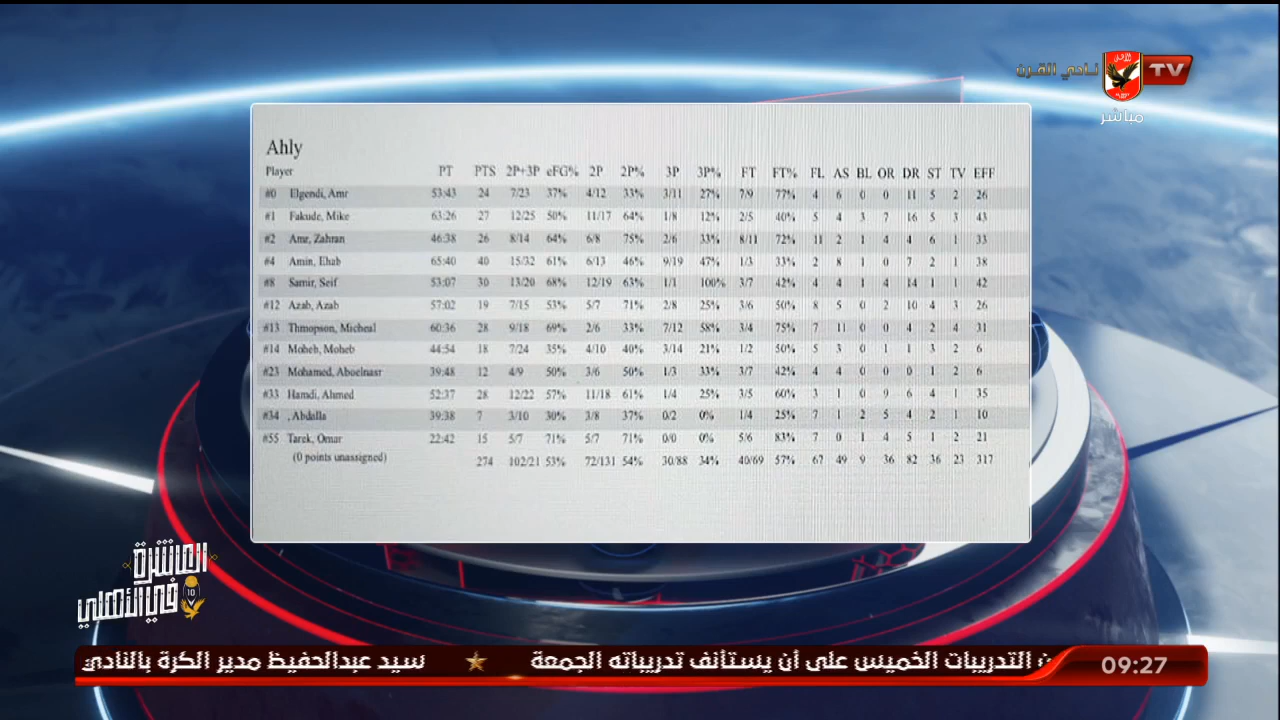 نادي القرن TV
مباشر
Ahly
Player PT PTS 2P+3P eFG% 2P 2P% 3P 3P% FT FT% FL AS BL OR DR ST TV EFF
#0 Elgendi, Amr 53:43 24 7/23 37% 4/12 33% 3/11 27% 7/9 77% 4 6 0 0 11 5 2 26
#1 Fakude, Mike 63:26 27 12/25 50% 11/17 64% 1/8 12% 2/5 40% 5 4 3 7 16 5 3 43
#2 Amr, Zahran 46:38 26 8/14 64% 6/8 75% 2/6 33% 8/11 72% 11 2 1 4 4 6 1 33
#4 Amin, Ehab 65:40 40 15/32 61% 6/13 46% 9/19 47% 1/3 33% 2 8 1 0 7 2 1 38
#8 Samir, Seif 53:07 30 13/20 68% 12/19 63% 1/1 100% 3/7 42% 4 4 1 4 14 1 1 42
#12 Azab, Azab 57:02 19 7/15 53% 5/7 71% 2/8 25% 3/6 50% 8 5 0 2 10 4 3 26
#13 Thmopson, Micheal 60:36 28 9/18 69% 2/6 33% 7/12 58% 3/4 75% 7 11 0 0 4 2 4 31
#14 Moheb, Moheb 44:54 18 7/24 35% 4/10 40% 3/14 21% 1/2 50% 5 3 0 1 1 3 2 6
#23 Mohamed, Aboelnasr 39:48 12 4/9 50% 3/6 50% 1/3 33% 3/7 42% 4 4 0 0 0 1 2 6
#33 Hamdi, Ahmed 52:37 28 12/22 57% 11/18 61% 1/4 25% 3/5 60% 3 1 0 9 6 4 1 35
#34 , Abdalla 39:38 7 3/10 30% 3/8 37% 0/2 0% 1/4 25% 7 1 2 5 4 2 1 10
#55 Tarek, Omar 22:42 15 5/7 71% 5/7 71% 0/0 0% 5/6 83% 7 0 1 4 5 1 2 21
(0 points unassigned) 274 102/21 53% 72/131 54% 30/88 34% 40/69 57% 67 49 9 36 82 36 23 317
العاشرة
في الأهلي
10
ن التدريبات الخميس على أن يستأنف تدريباته الجمعة ★ سيد عبدالحفيظ مدير الكرة بالنادي
09:27